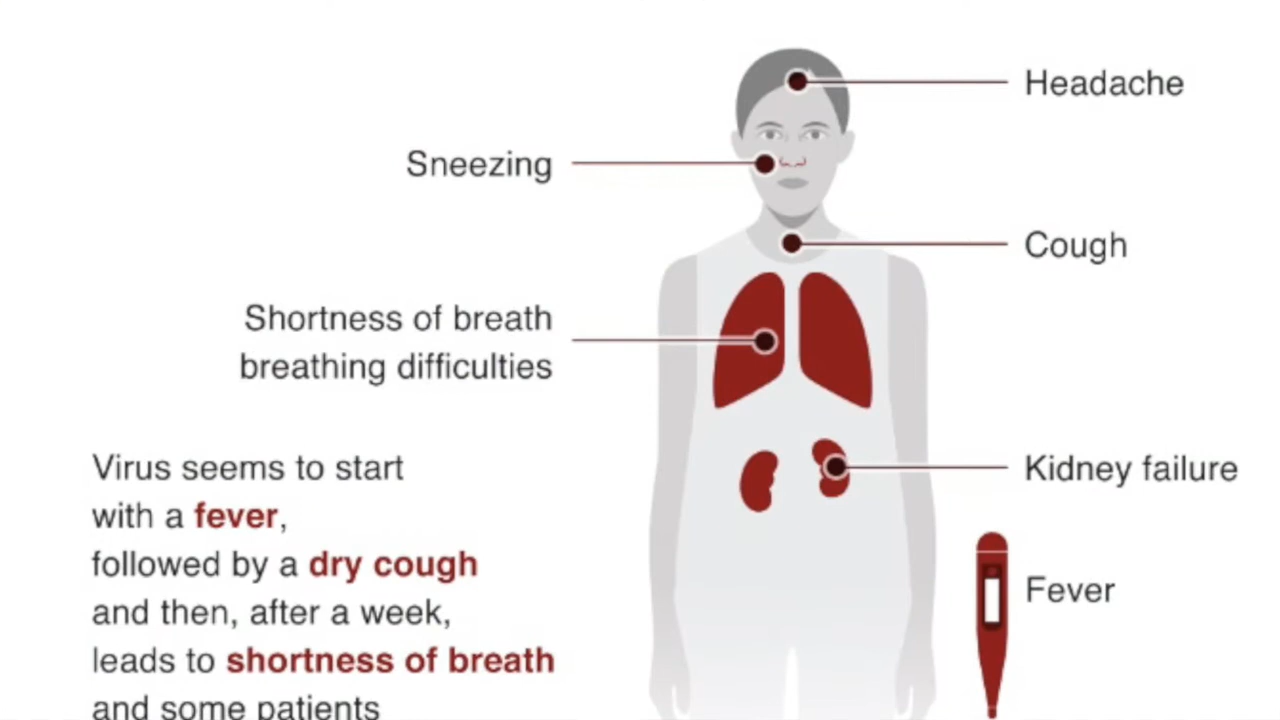 Headache
Sneezing
Cough
Shortness of breath
breathing difficulties
Virus seems to start
with a fever,
followed by a dry cough
and then, after a week,
leads to shortness of breath
and some patients
Kidney failure
Fever